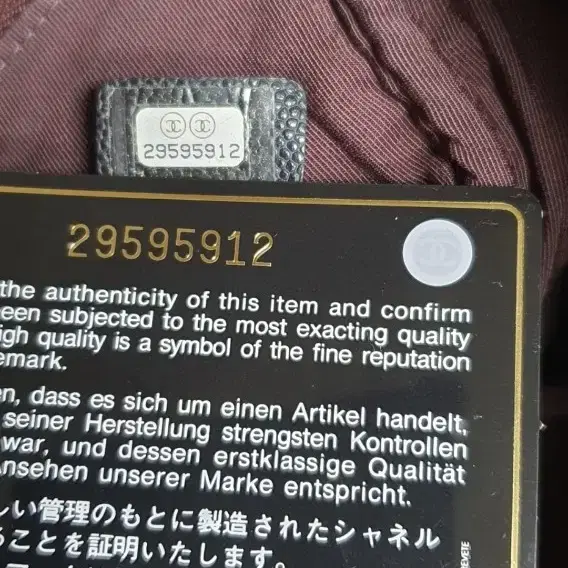 29595912
29595912
the authenticity of this item and confirm
een subjected to the most exacting quality
igh quality is a symbol of the fine reputation
emark.
en, dass es sich um einen Artikel handelt,
seiner Herstellung strengsten Kontrollen
war, und dessen erstklassige Qualität
Ansehen unserer Marke entspricht.
しい管理のもとに製造されたシャネル
ることを証明いたします。